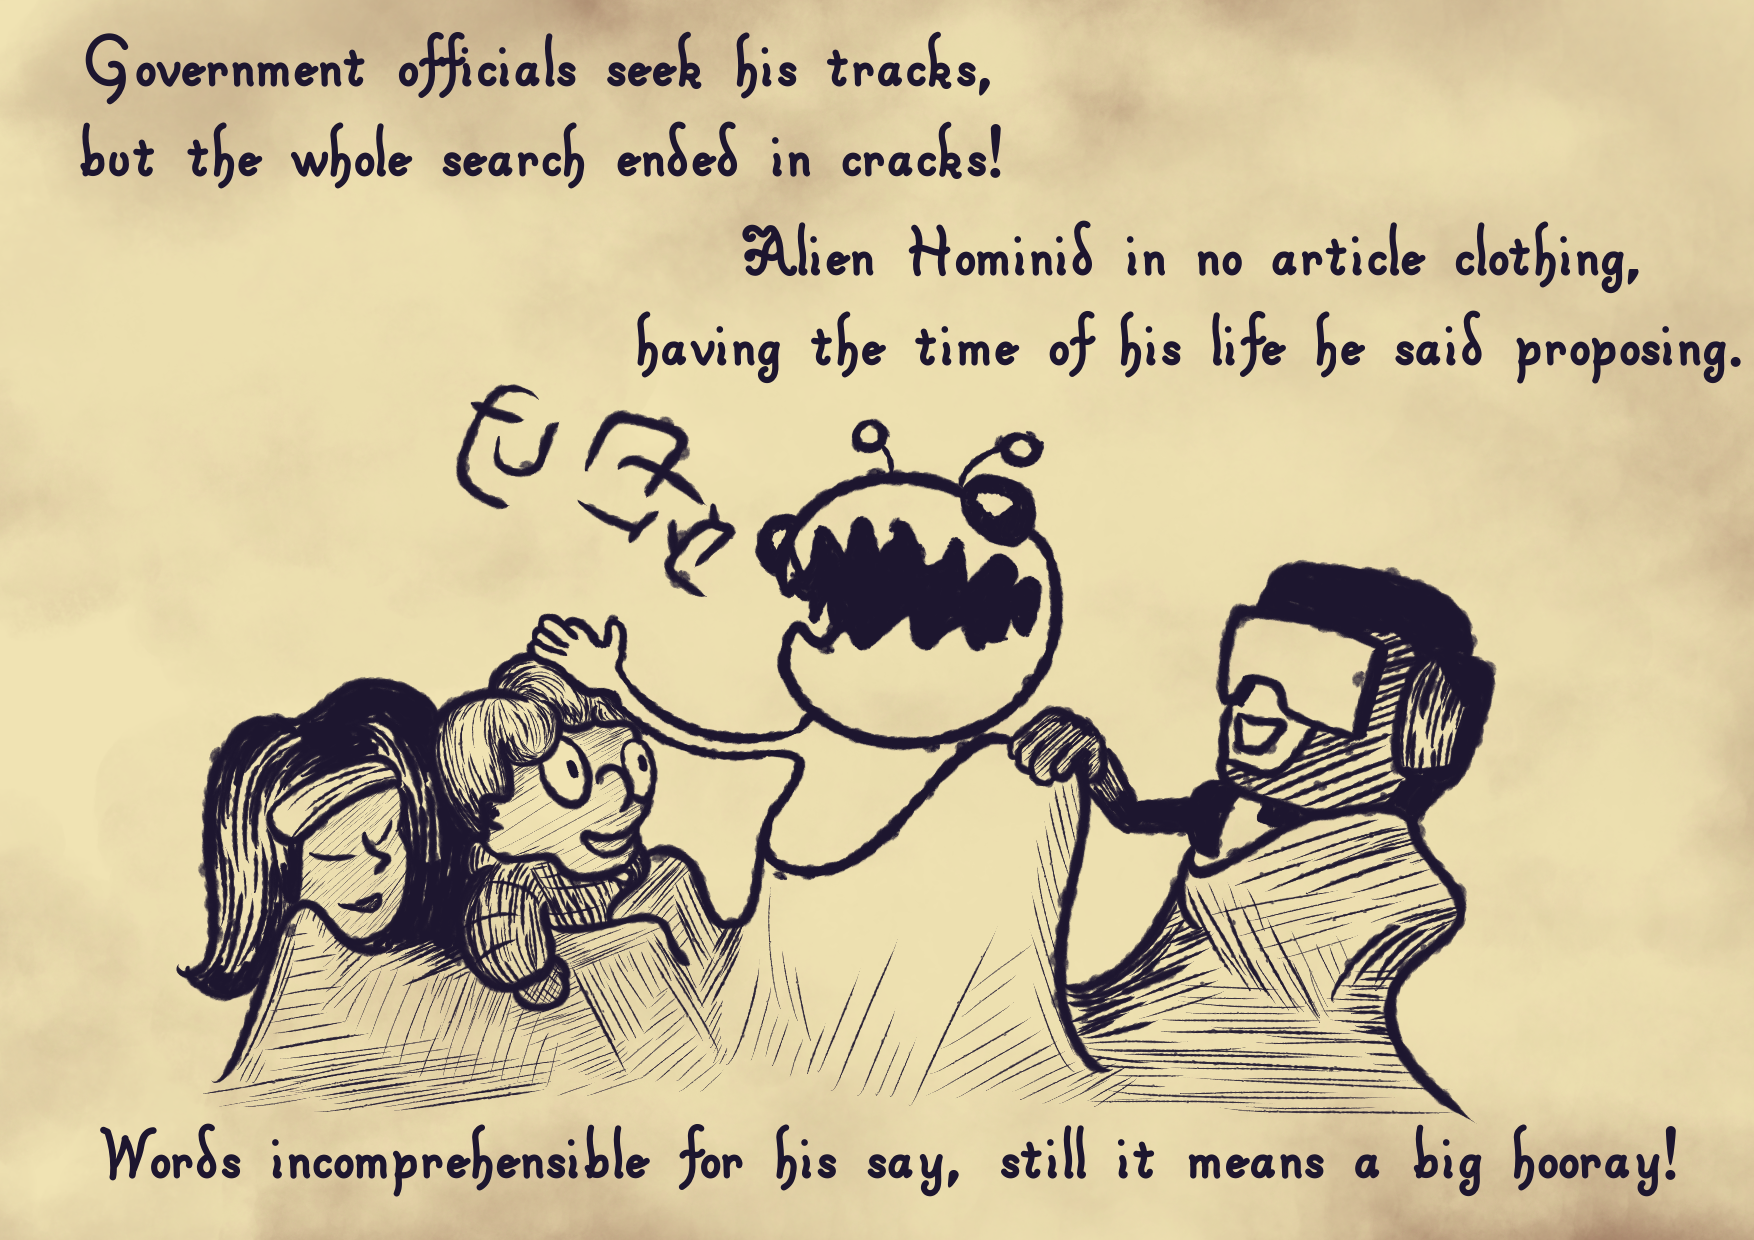 Government officials seek his tracks,
but the whole search ended in cracks!
Alien Hominid in no article clothing,
having the time of his life he said proposing.
Words incomprehensible for his say, still it means a big hooray!